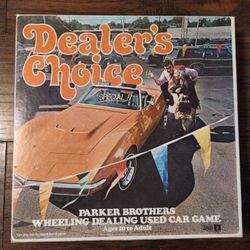 Dealer's
Choice
SPECIAL!
PARKER BROTHERS
WHEELING DEALING USED CAR GAME
Ages 10 to Adult